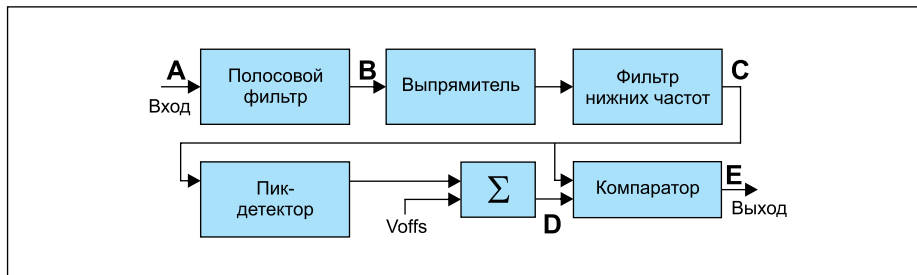 A
Вход
Полосовой
фильтр
B
Выпрямитель
Фильтр
нижних частот
C
Пик-
детектор
Voffs
Σ
D
Компаратор
E
Выход